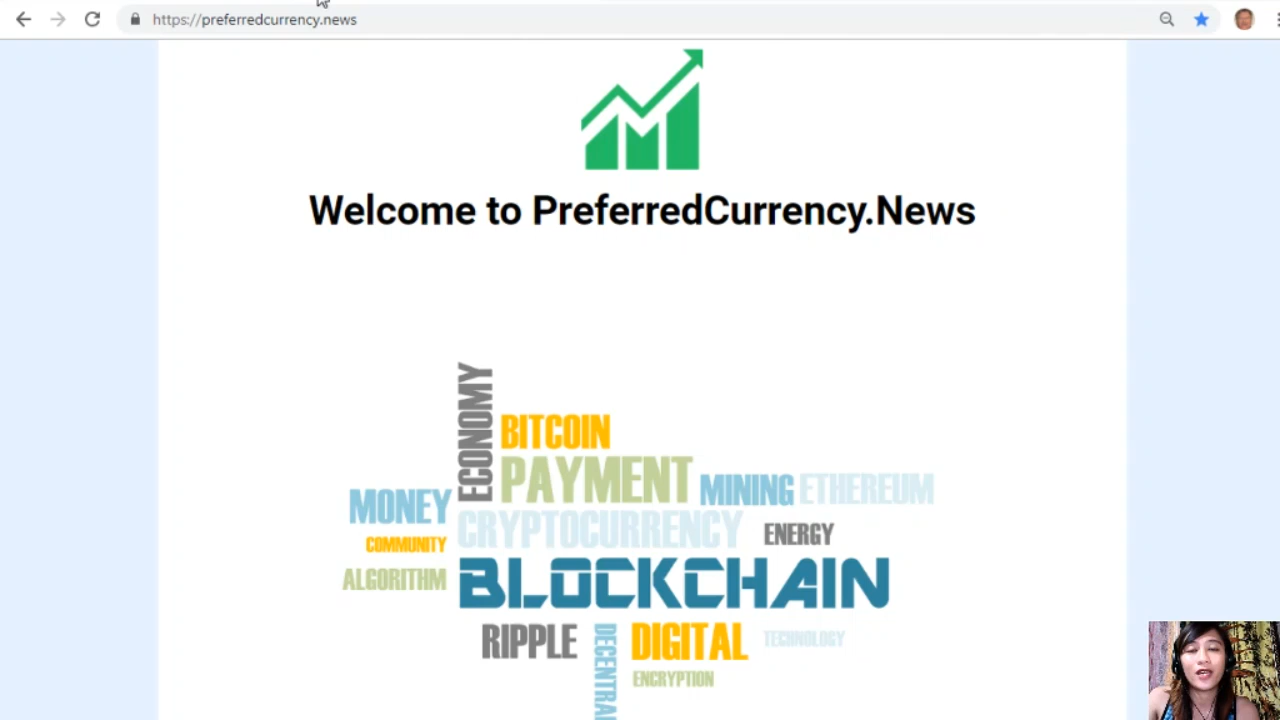 https://preferredcurrency.news
Welcome to PreferredCurrency.News
ECONOMY
BITCOIN
PAYMENT
MONEY
MINING
ETHEREUM
CRYPTOCURRENCY
ENERGY
COMMUNITY
ALGORITHM
BLOCKCHAIN
RIPPLE
DECENTRA
DIGITAL
TECHNOLOGY
ENCRYPTION